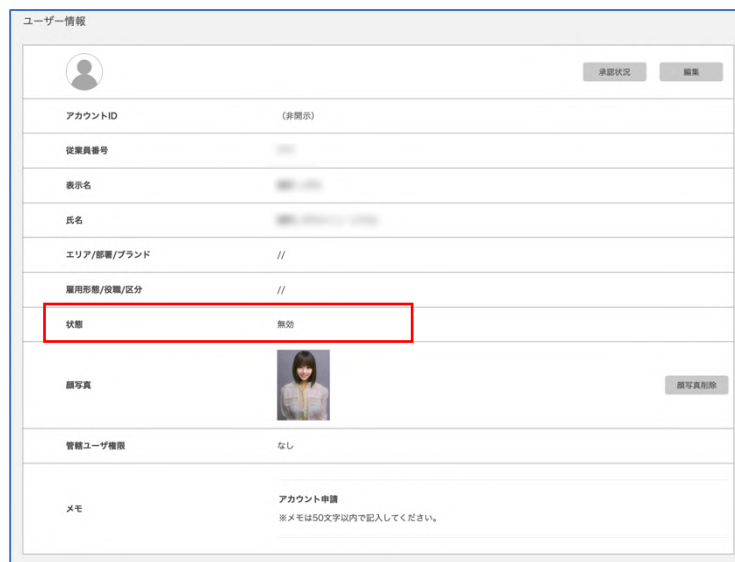 ユーザー情報
承認状況 編集
アカウントID （非開示）
従業員番号
表示名
氏名
エリア/部署/ブランド //
雇用形態/役職/区分 //
状態 無効
顔写真 顔写真削除
管轄ユーザ権限 なし
メモ
アカウント申請
※メモは50文字以内で記入してください。